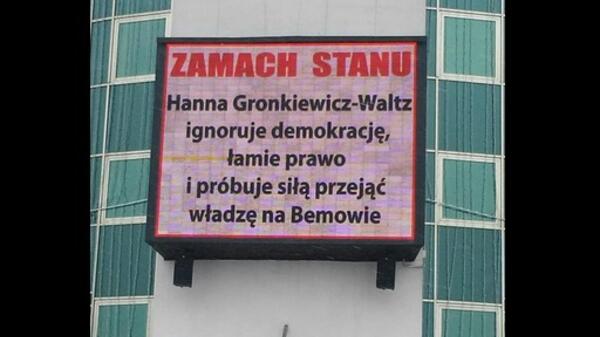 ZAMACH STANU
Hanna Gronkiewicz-Waltz
ignoruje demokrację,
łamie prawo
i próbuje siłą przejąć
władzę na Bemowie